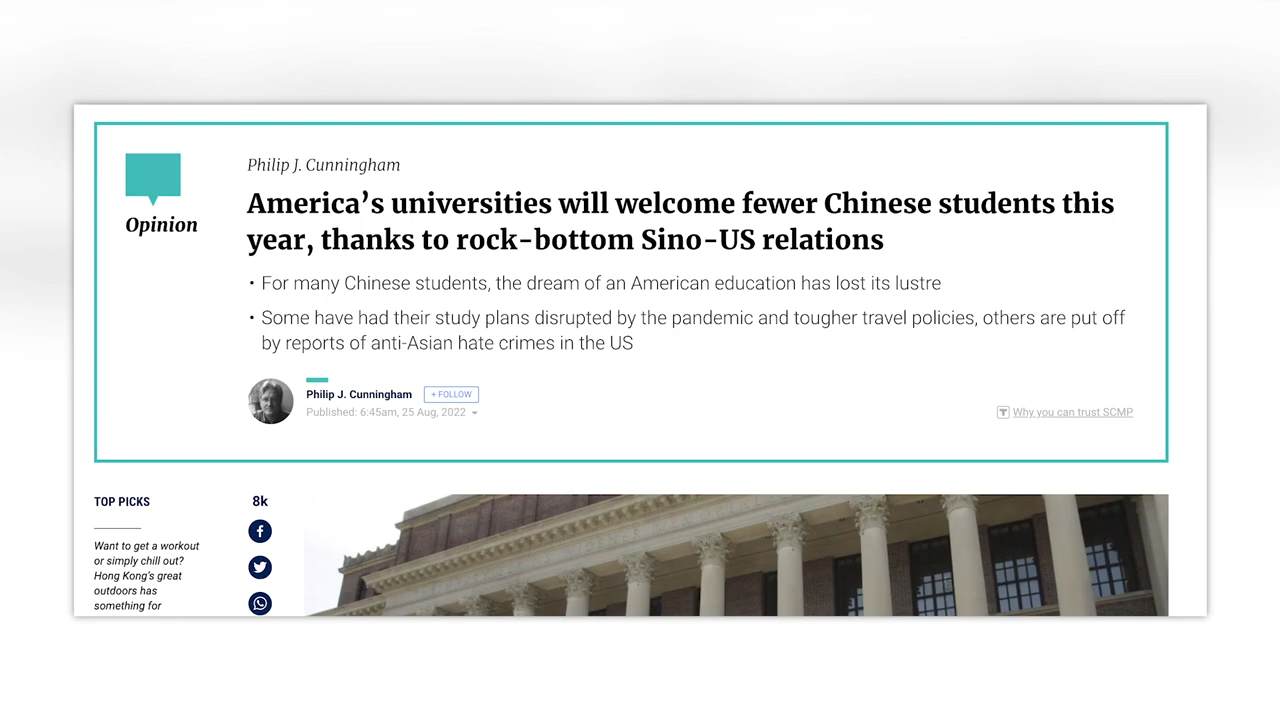 Opinion
Philip J. Cunningham
America’s universities will welcome fewer Chinese students this
year, thanks to rock-bottom Sino-US relations
• For many Chinese students, the dream of an American education has lost its lustre
• Some have had their study plans disrupted by the pandemic and tougher travel policies, others are put off
by reports of anti-Asian hate crimes in the US
Philip J. Cunningham + FOLLOW
Published: 6:45am, 25 Aug, 2022
Why you can trust SCMP
TOP PICKS
Want to get a workout
or simply chill out?
Hong Kong’s great
outdoors has
something for
8k